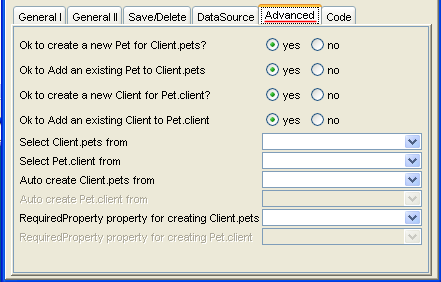 General I General II Save/Delete DataSource Advanced Code
Ok to create a new Pet for Client.pets? yes no
Ok to Add an existing Pet to Client.pets yes no
Ok to create a new Client for Pet.client? yes no
Ok to Add an existing Client to Pet.client yes no
Select Client.pets from
Select Pet.client from
Auto create Client.pets from
Auto create Pet.client from
RequiredProperty property for creating Client.pets
RequiredProperty property for creating Pet.client